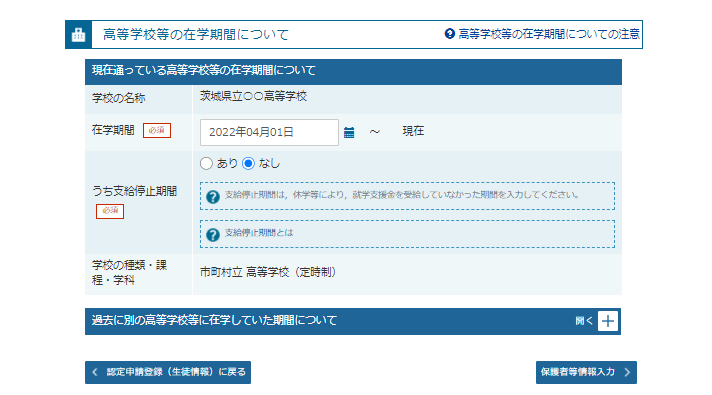 高等学校等の在学期間について
高等学校等の在学期間についての注意
現在通っている高等学校等の在学期間について
学校の名称
茨城県立〇〇高等学校
在学期間 必須
2022年04月01日 ～ 現在
うち支給停止期間
必須
あり なし
支給停止期間は，休学等により，就学支援金を受給していなかった期間を入力してください。
支給停止期間とは
学校の種類・課
程・学科
市町村立 高等学校（定時制）
過去に別の高等学校等に在学していた期間について
開く
認定申請登録（生徒情報）に戻る
保護者等情報入力